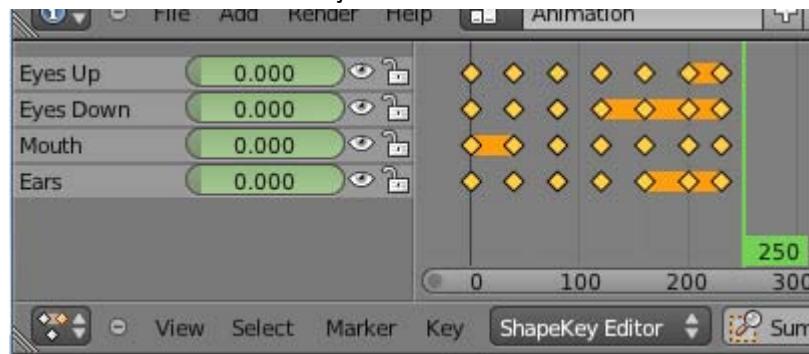 File Add Render Help Animation
Eyes Up 0.000
Eyes Down 0.000
Mouth 0.000
Ears 0.000
250
0 100 200 300
View Select Marker Key ShapeKey Editor Sum